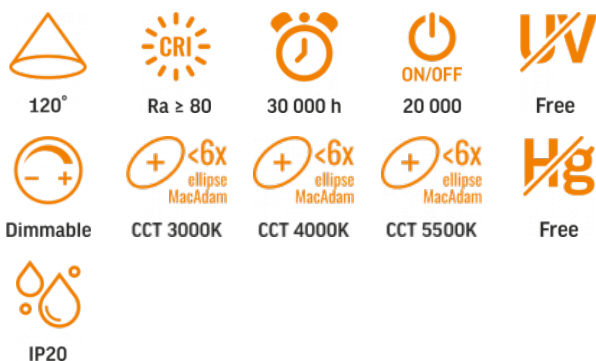 CRI
ON/OFF
UV
120°
Ra ≥ 80
30 000 h
20 000
Free
<6x
ellipse
MacAdam
<6x
ellipse
MacAdam
<6x
ellipse
MacAdam
Hg
Dimmable
CCT 3000K
CCT 4000K
CCT 5500K
Free
IP20